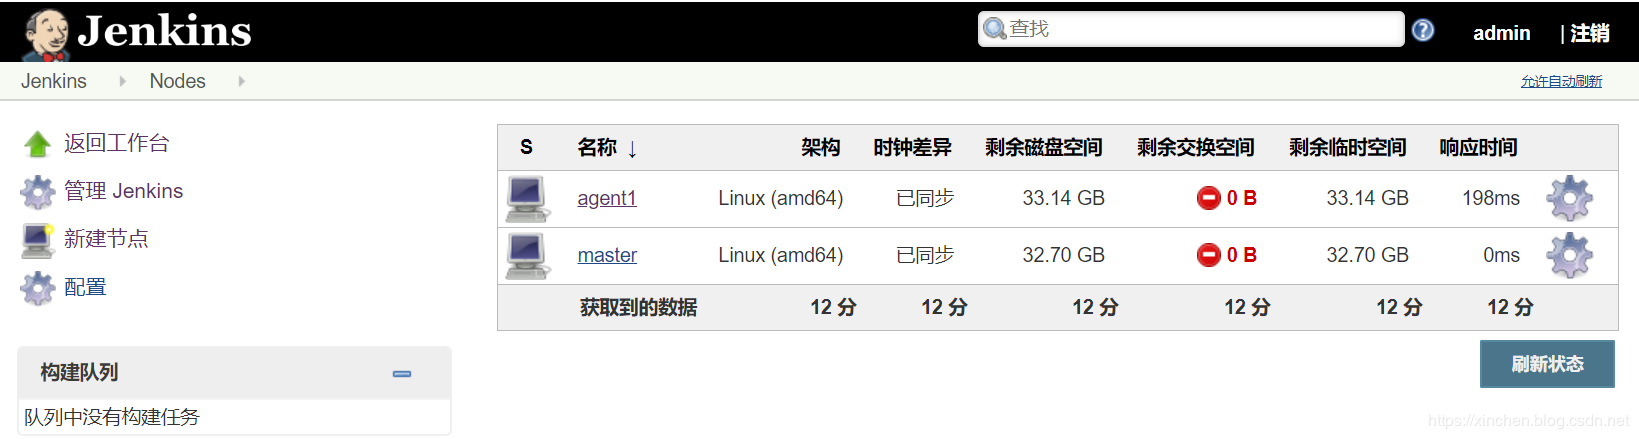 Jenkins 查找 admin | 注销
Jenkins Nodes 允许自动刷新
返回工作台
管理 Jenkins
新建节点
配置
构建队列
队列中没有构建任务
S 名称 ↓ 架构 时钟差异 剩余磁盘空间 剩余交换空间 剩余临时空间 响应时间
agent1 Linux (amd64) 已同步 33.14 GB 0 B 33.14 GB 198ms
master Linux (amd64) 已同步 32.70 GB 0 B 32.70 GB 0ms
获取到的数据 12 分 12 分 12 分 12 分 12 分 12 分
刷新状态
https://xinchen.blog.csdn.net